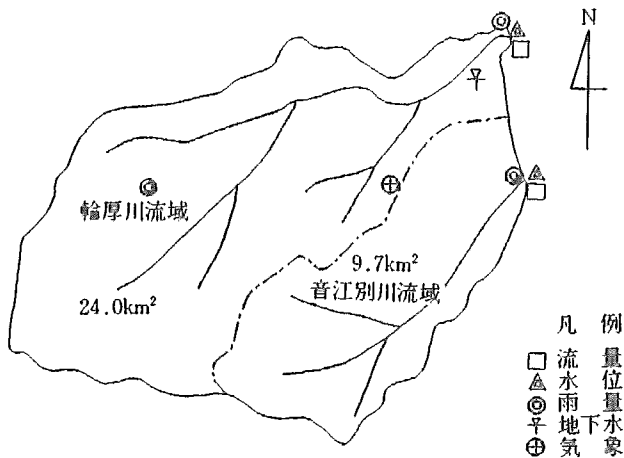 N
輪厚川流域
24.0km²
9.7km²
音江別川流域
凡 例
流 量
水 位
雨 量
地下水
気 象